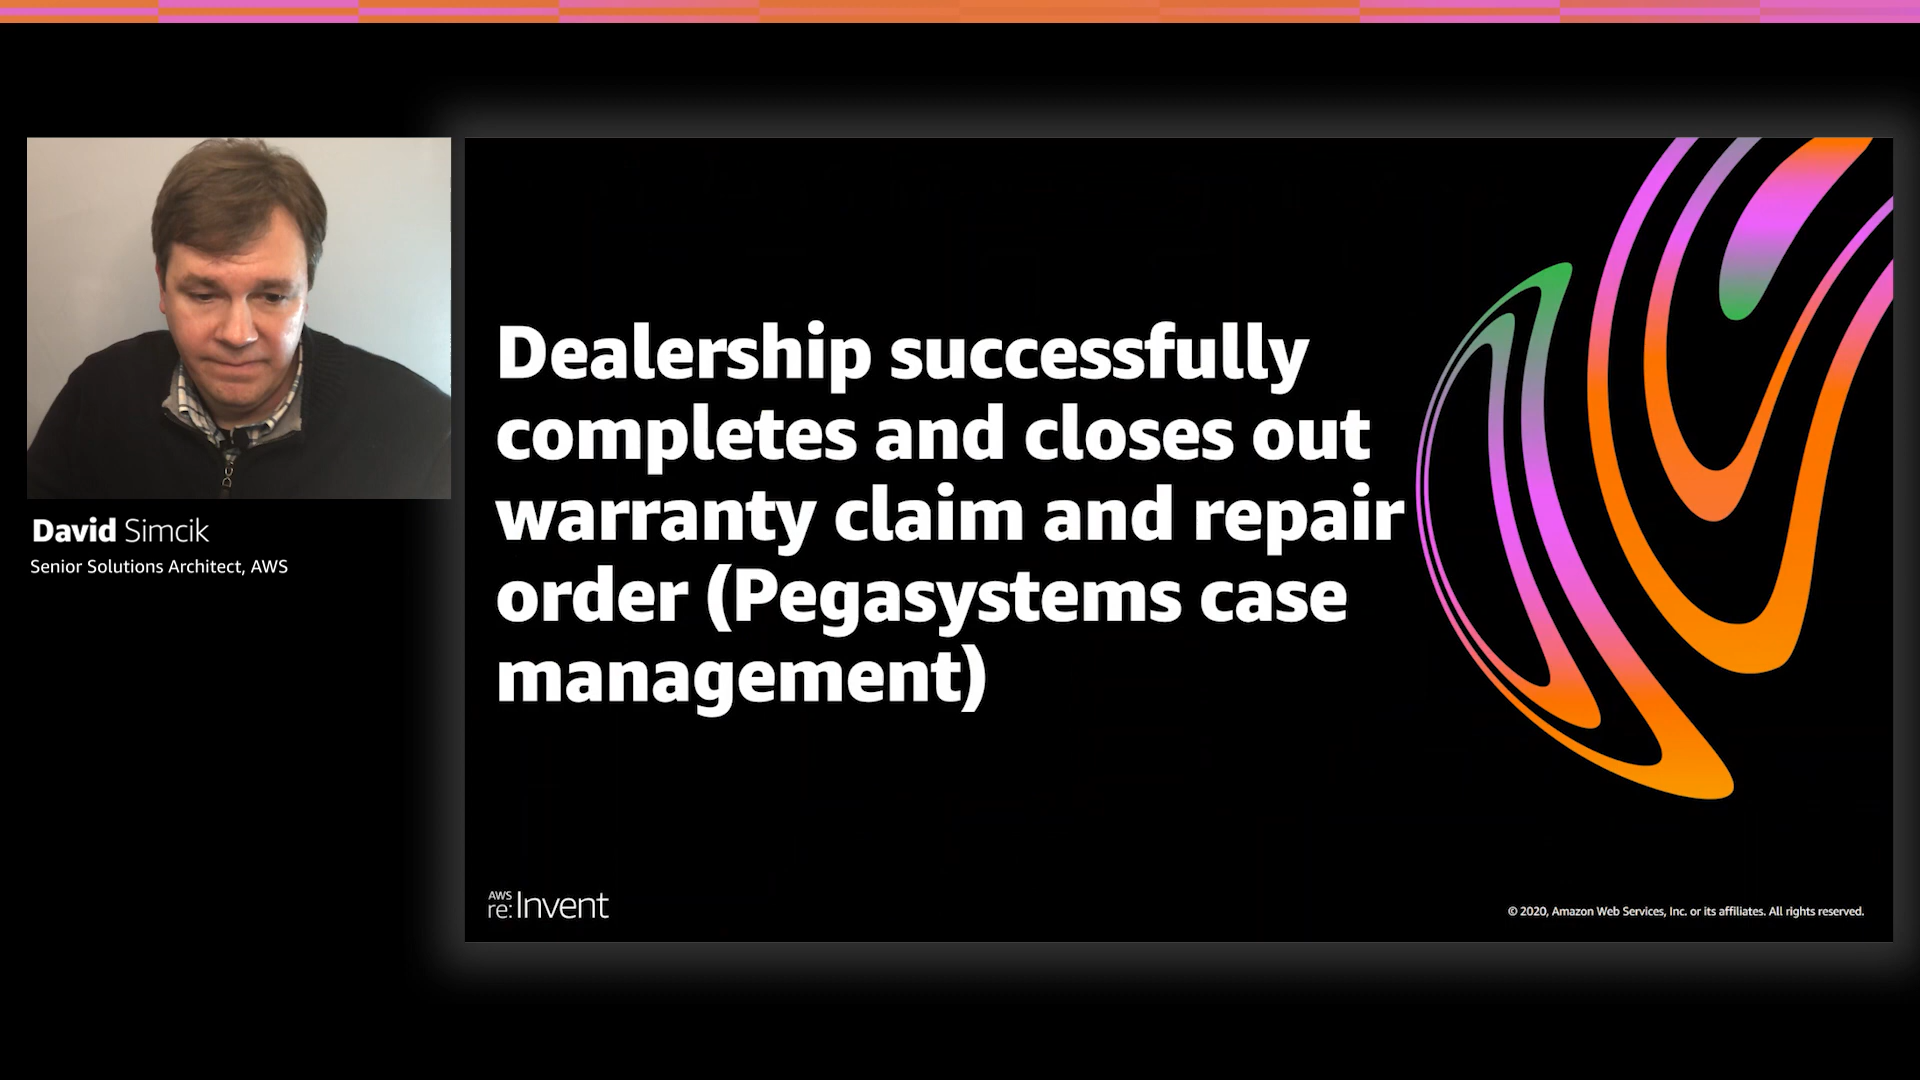 David Simcik
Senior Solutions Architect, AWS
Dealership successfully
completes and closes out
warranty claim and repair
order (Pegasystems case
management)
AWS
re:Invent
© 2020, Amazon Web Services, Inc. or its affiliates. All rights reserved.